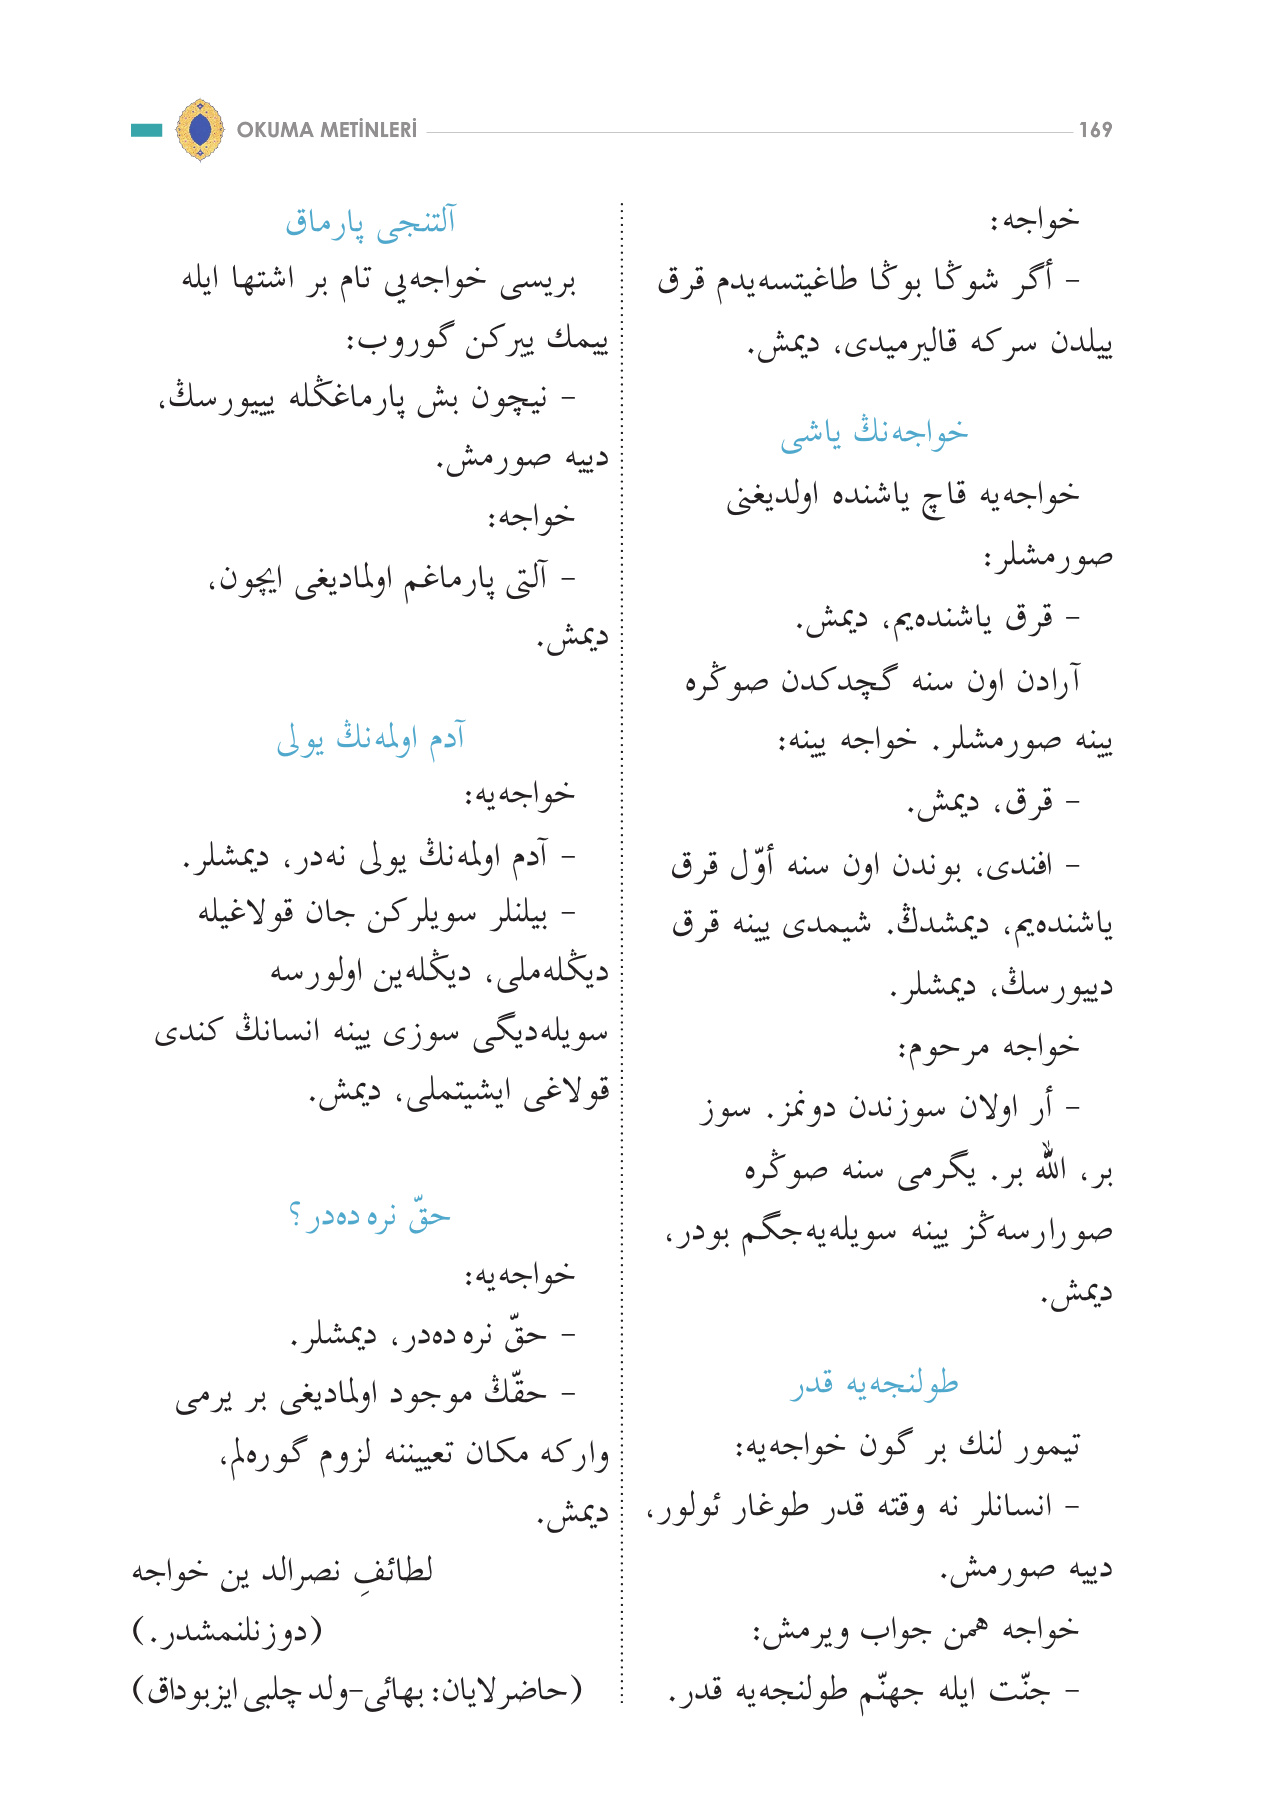 OKUMA METİNLERİ 169
خواجه:
– أگر شوڭا بوڭا طاغيتسه‌يدم قرق
ييلدن سركه قاليرميدى، ديمش.
خواجه‌نڭ ياشى
خواجه‌يه قاچ ياشنده اولديغنى
صورمشلر:
– قرق ياشنده‌يم، ديمش.
آرادن اون سنه گچدكدن صوڭره
يينه صورمشلر. خواجه يينه:
– قرق، ديمش.
– افندى، بوندن اون سنه أوّل قرق
ياشنده‌يم، ديمشدڭ. شيمدى يينه قرق
دييورسڭ، ديمشلر.
خواجه مرحوم:
– أر اولان سوزندن دونمز. سوز
بر، الله بر. يگرمى سنه صوڭره
صورارسه‌ڭز يينه سويله‌يه‌جگم بودر،
ديمش.
طولنجه‌يه قدر
تيمور لنك بر گون خواجه‌يه:
– انسانلر نه وقته قدر طوغار ئولور،
دييه صورمش.
خواجه همن جواب ويرمش:
– جنّت ايله جهنّم طولنجه‌يه قدر.
آلتنجى پارماق
بريسى خواجه‌يى تام بر اشتها ايله
ييمك ييركن گوروب:
– نيچون بش پارماغڭله ييييورسڭ،
دييه صورمش.
خواجه:
– آلتى پارماغم اولماديغى ايچون،
ديمش.
آدم اولمه‌نڭ يولى
خواجه‌يه:
– آدم اولمه‌نڭ يولى نه‌در، ديمشلر.
– بيلنلر سويلركن جان قولاغيله
ديڭله‌ملى، ديڭله‌ين اولورسه
سويله‌ديگى سوزى يينه انسانڭ كندى
قولاغى ايشيتملى، ديمش.
حقّ نره ده‌در؟
خواجه‌يه:
– حقّ نره ده‌در، ديمشلر.
– حقّڭ موجود اولماديغى بر يرمى
واركه مكان تعييننه لزوم گوره‌لم،
ديمش.
لطائفِ نصرالد ين خواجه
(دوزنلنمشدر.)
(حاضرلايان: بهائى-ولد چلبى ايزبوداق)